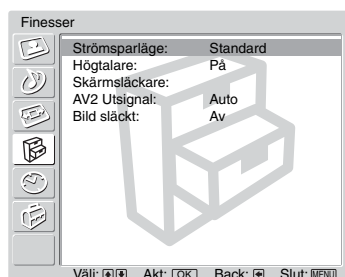 Finesser
Strömsparläge: Standard
Högtalare: På
Skärmsläckare:
AV2 Utsignal: Auto
Bild släckt: Av
Välj: Akt: OK Back: Slut: MENU